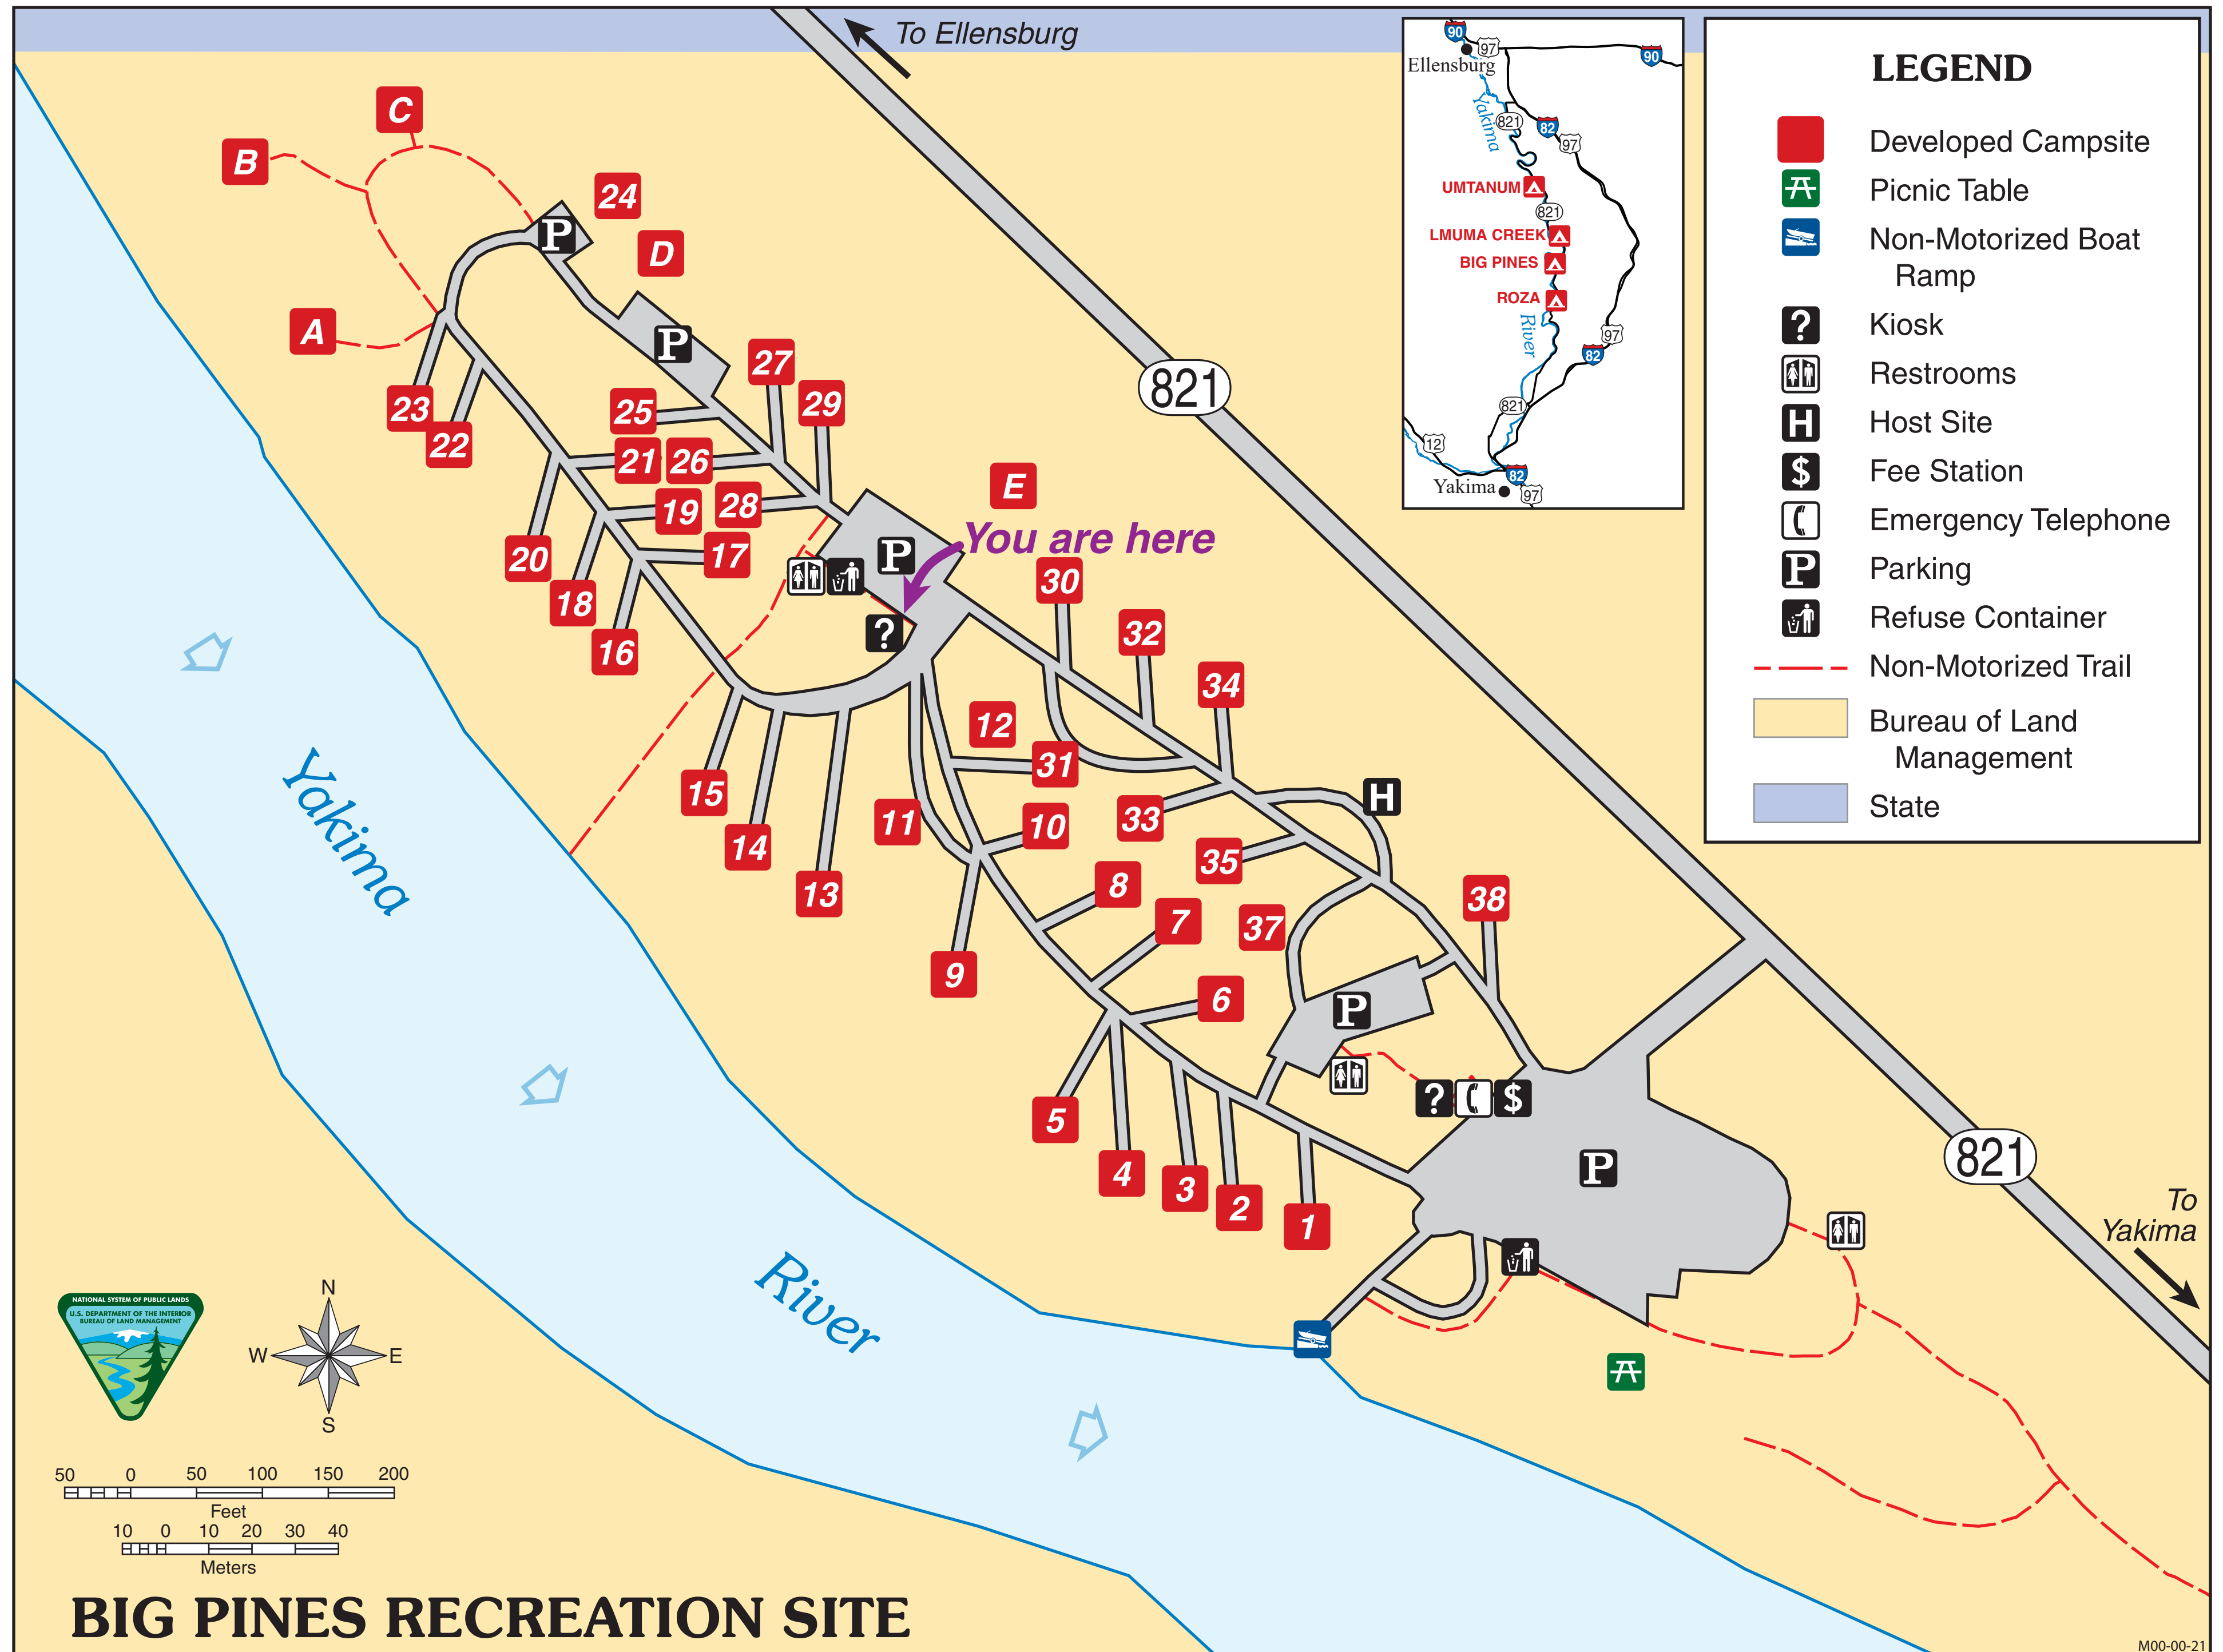 To Ellensburg
90
97
90
Ellensburg
Yakima
821
82
97
UMTANUM
821
LMUMA CREEK
BIG PINES
ROZA
River
97
82
821
12
82
Yakima
97
LEGEND
Developed Campsite
Picnic Table
Non-Motorized Boat
Ramp
?
Kiosk
Restrooms
H
Host Site
$
Fee Station
Emergency Telephone
P
Parking
Refuse Container
Non-Motorized Trail
Bureau of Land
Management
State
C
B
24
P
D
A
P
27
821
23
25
29
22
21
26
E
19
28
You are here
20
17
P
18
30
16
?
32
34
12
15
31
H
11
10
33
14
35
13
8
38
7
37
9
6
P
5
?
$
4
P
3
2
1
821
To
Yakima
Yakima
River
NATIONAL SYSTEM OF PUBLIC LANDS
U.S. DEPARTMENT OF THE INTERIOR
BUREAU OF LAND MANAGEMENT
N
W
E
S
50 0 50 100 150 200
Feet
10 0 10 20 30 40
Meters
BIG PINES RECREATION SITE
M00-00-21